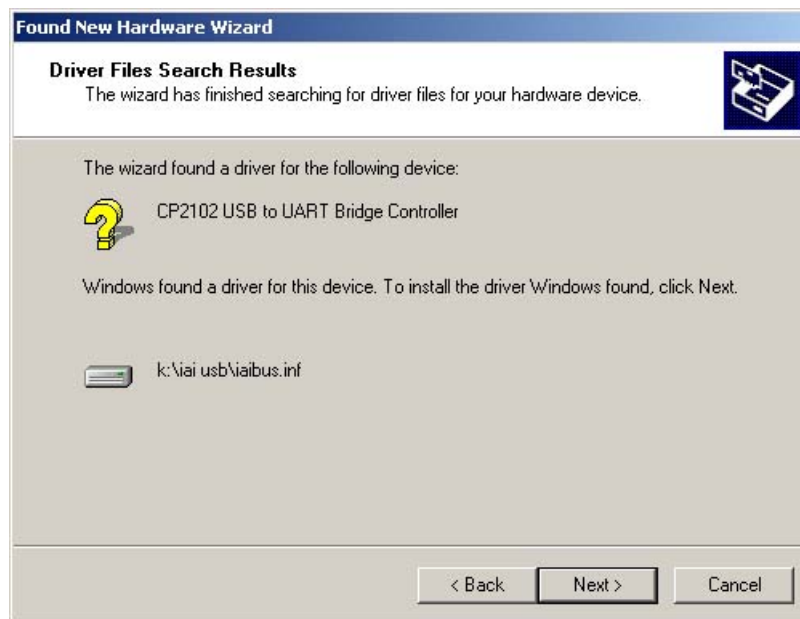 Found New Hardware Wizard
Driver Files Search Results
The wizard has finished searching for driver files for your hardware device.
The wizard found a driver for the following device:
CP2102 USB to UART Bridge Controller
Windows found a driver for this device. To install the driver Windows found, click Next.
k:\iai usb\iaibus.inf
< Back Next > Cancel